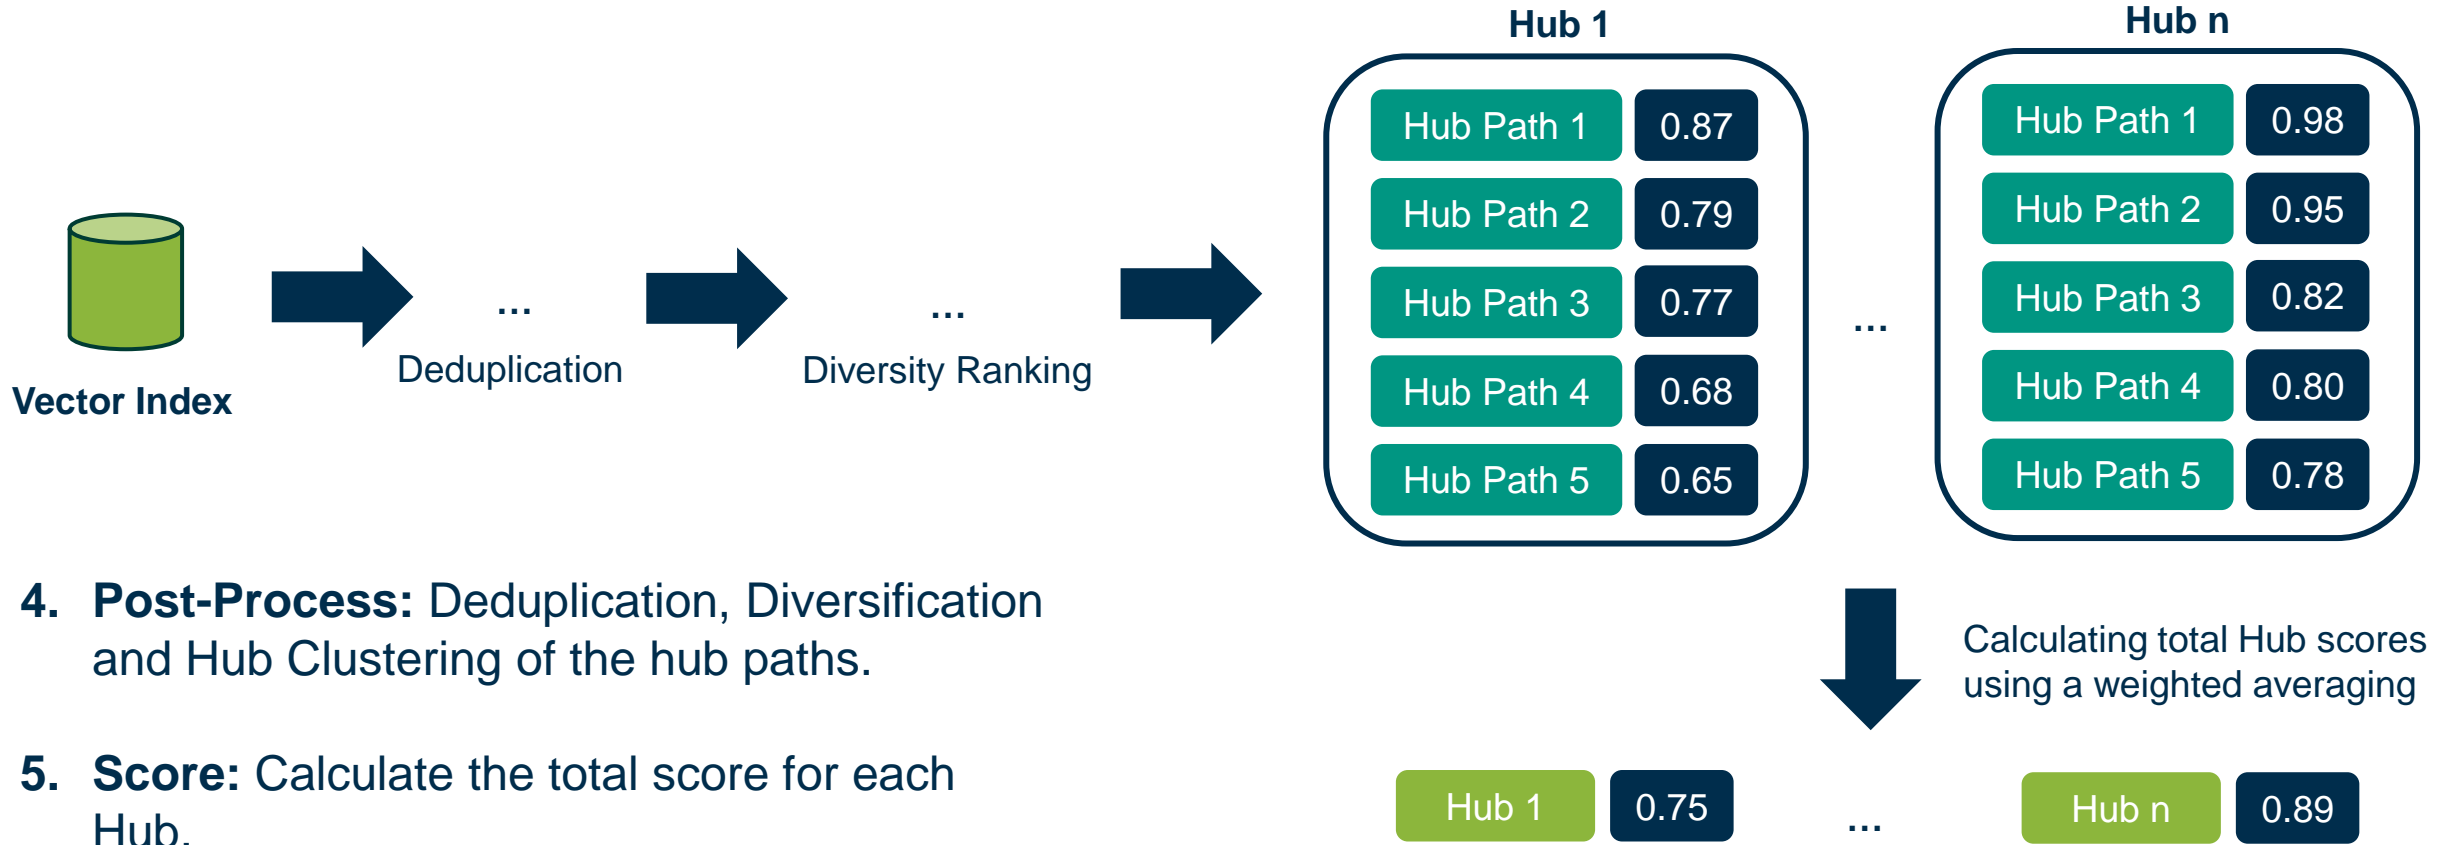 Hub 1
Hub n
Hub Path 1 0.87
Hub Path 2 0.79
Hub Path 3 0.77
Hub Path 4 0.68
Hub Path 5 0.65
...
Hub Path 1 0.98
Hub Path 2 0.95
Hub Path 3 0.82
Hub Path 4 0.80
Hub Path 5 0.78
Vector Index
...
Deduplication
...
Diversity Ranking
4. Post-Process: Deduplication, Diversification
and Hub Clustering of the hub paths.
5. Score: Calculate the total score for each
Hub.
Calculating total Hub scores
using a weighted averaging
Hub 1 0.75 ... Hub n 0.89